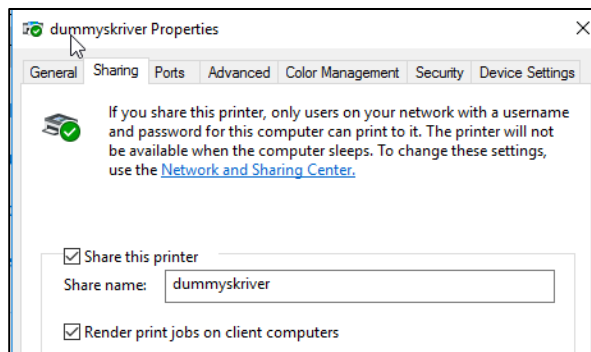 dummyskriver Properties
General Sharing Ports Advanced Color Management Security Device Settings
If you share this printer, only users on your network with a username
and password for this computer can print to it. The printer will not
be available when the computer sleeps. To change these settings,
use the Network and Sharing Center.
Share this printer
Share name: dummyskriver
Render print jobs on client computers